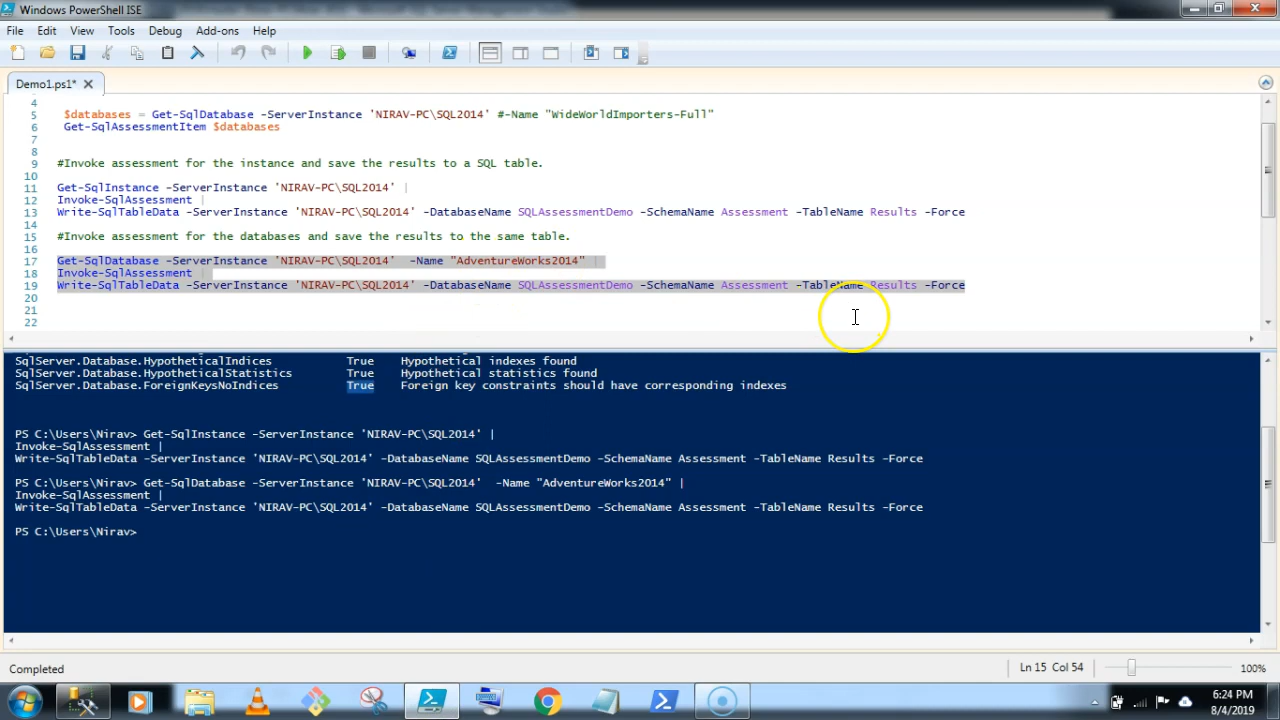 Windows PowerShell ISE
File Edit View Tools Debug Add-ons Help
Demo1.ps1*
4
5 $databases = Get-SqlDatabase -ServerInstance 'NIRAV-PC\SQL2014' #-Name "WideWorldImporters-Full"
6 Get-SqlAssessmentItem $databases
7
8
9 #Invoke assessment for the instance and save the results to a SQL table.
10
11 Get-SqlInstance -ServerInstance 'NIRAV-PC\SQL2014' |
12 Invoke-SqlAssessment |
13 Write-SqlTableData -ServerInstance 'NIRAV-PC\SQL2014' -DatabaseName SQLAssessmentDemo -SchemaName Assessment -TableName Results -Force
14
15 #Invoke assessment for the databases and save the results to the same table.
16
17 Get-SqlDatabase -ServerInstance 'NIRAV-PC\SQL2014'  -Name "AdventureWorks2014" |
18 Invoke-SqlAssessment |
19 Write-SqlTableData -ServerInstance 'NIRAV-PC\SQL2014' -DatabaseName SQLAssessmentDemo -SchemaName Assessment -TableName Results -Force
20
21
22
SqlServer.Database.HypotheticalIndices True Hypothetical indexes found
SqlServer.Database.HypotheticalStatistics True Hypothetical statistics found
SqlServer.Database.ForeignKeysNoIndices True Foreign key constraints should have corresponding indexes
PS C:\Users\Nirav> Get-SqlInstance -ServerInstance 'NIRAV-PC\SQL2014' |
Invoke-SqlAssessment |
Write-SqlTableData -ServerInstance 'NIRAV-PC\SQL2014' -DatabaseName SQLAssessmentDemo -SchemaName Assessment -TableName Results -Force
PS C:\Users\Nirav> Get-SqlDatabase -ServerInstance 'NIRAV-PC\SQL2014'  -Name "AdventureWorks2014" |
Invoke-SqlAssessment |
Write-SqlTableData -ServerInstance 'NIRAV-PC\SQL2014' -DatabaseName SQLAssessmentDemo -SchemaName Assessment -TableName Results -Force
PS C:\Users\Nirav>
Completed Ln 15 Col 54 100%
6:24 PM
8/4/2019